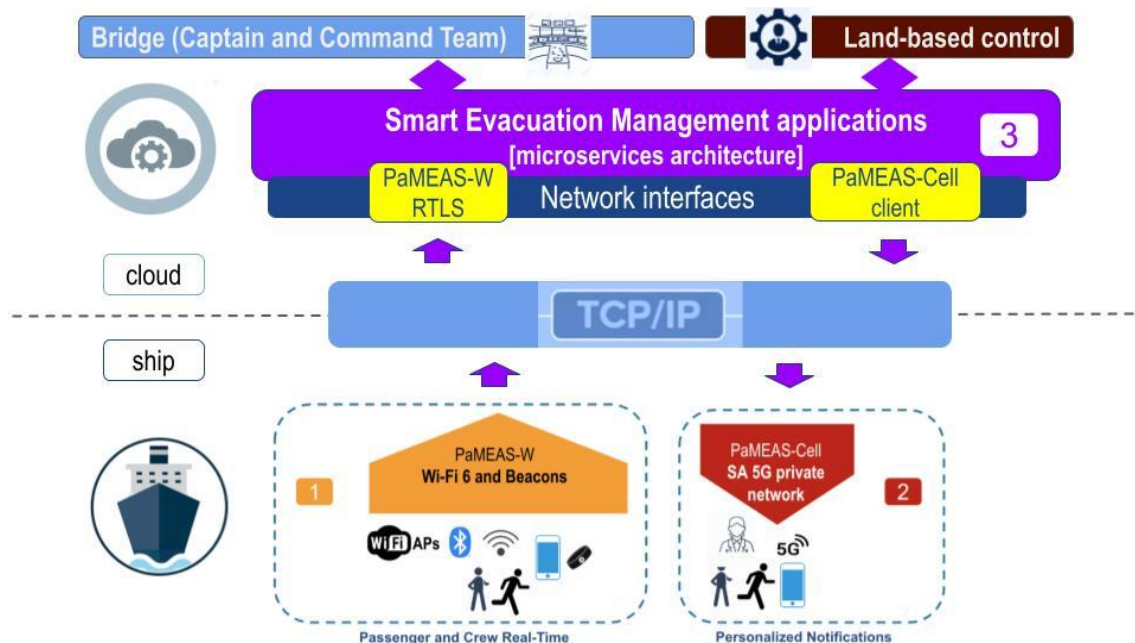 Bridge (Captain and Command Team)
Land-based control
Smart Evacuation Management applications
3
[microservices architecture]
PaMEAS-W
RTLS
Network interfaces
PaMEAS-Cell
client
cloud
TCP/IP
ship
PaMEAS-W
Wi-Fi 6 and Beacons
1
PaMEAS-Cell
SA 5G private
network
2
WiFi APs
5G
Passenger and Crew Real-Time
Personalized Notifications